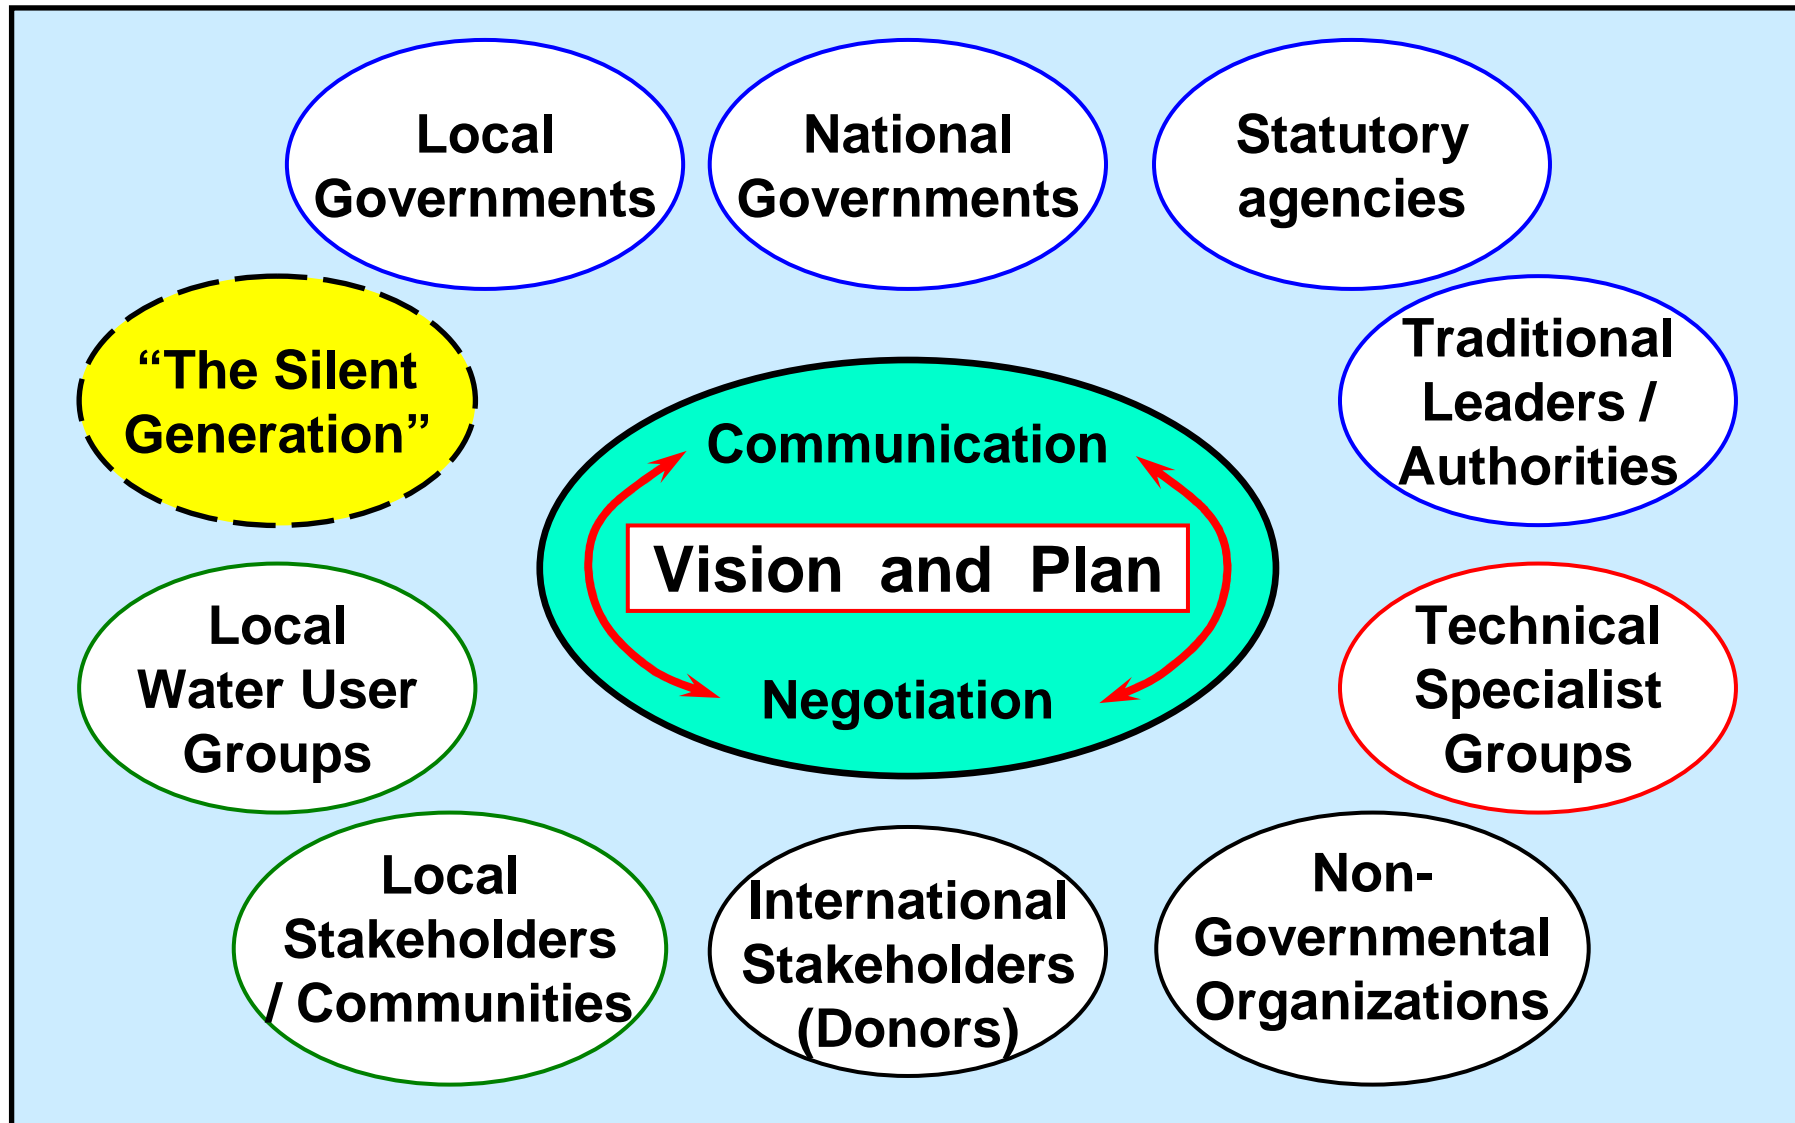 Local
Governments
National
Governments
Statutory
agencies
“The Silent
Generation”
Traditional
Leaders /
Authorities
Communication
Vision and Plan
Negotiation
Local
Water User
Groups
Technical
Specialist
Groups
Local
Stakeholders
/ Communities
International
Stakeholders
(Donors)
Non-
Governmental
Organizations